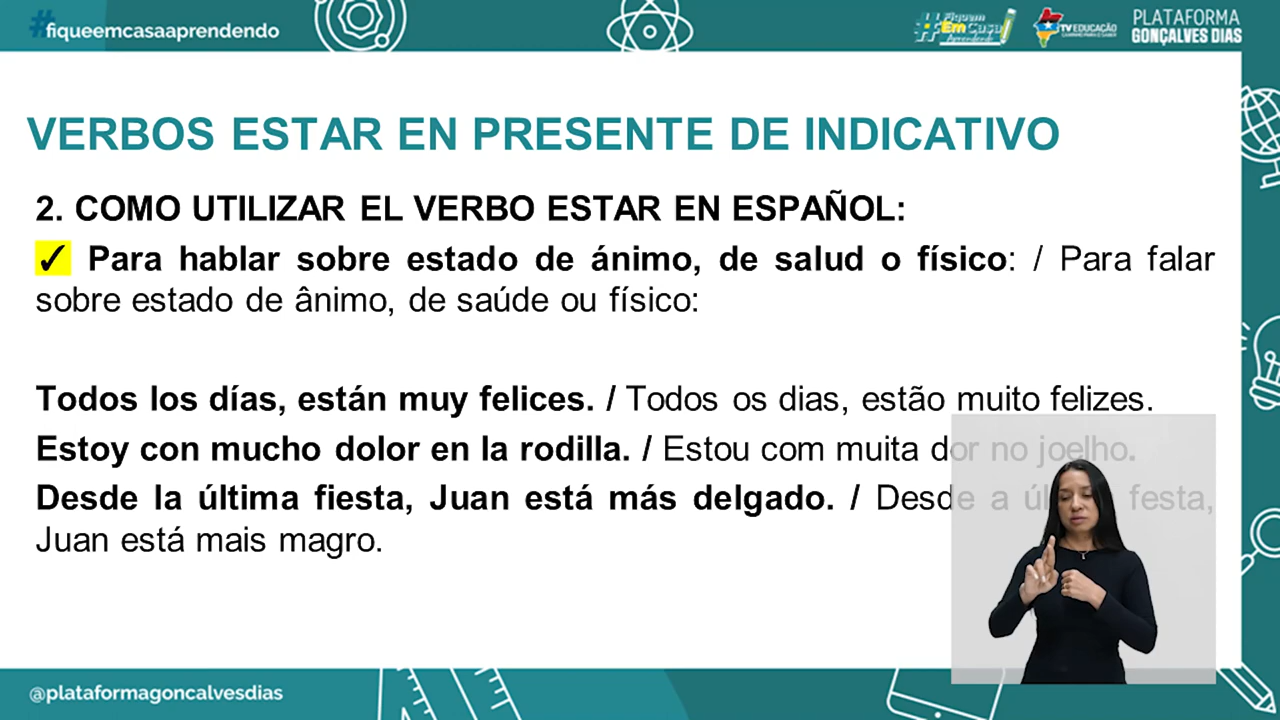 #fiqueemcasaaprendendo
#Fiquem
Em Casa
Aprendendo
TV EDUCAÇÃO
PLATAFORMA
GONÇALVES DIAS
VERBOS ESTAR EN PRESENTE DE INDICATIVO
2. COMO UTILIZAR EL VERBO ESTAR EN ESPAÑOL:
✓ Para hablar sobre estado de ánimo, de salud o físico: / Para falar
sobre estado de ânimo, de saúde ou físico:
Todos los días, están muy felices. / Todos os dias, estão muito felizes.
Estoy con mucho dolor en la rodilla. / Estou com muita dor no joelho.
Desde la última fiesta, Juan está más delgado. / Desde a festa,
Juan está mais magro.
@plataformagoncalvesdias